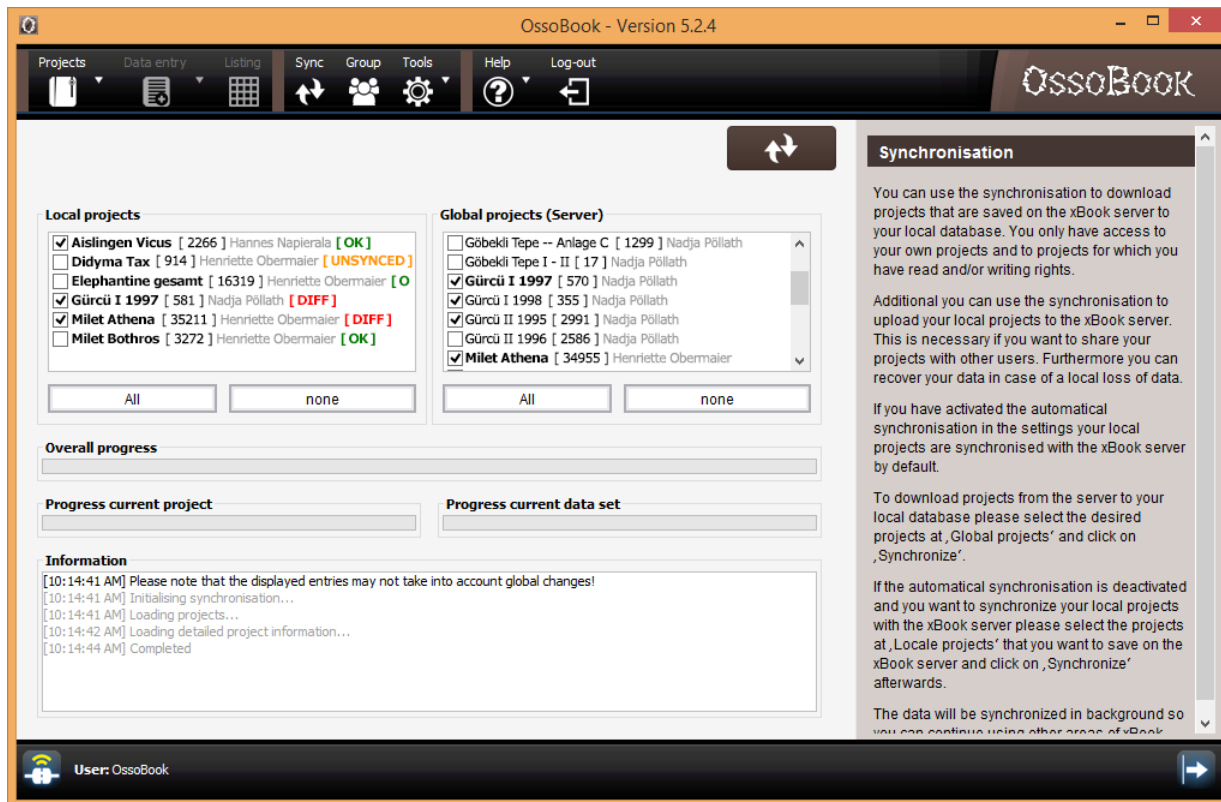 OssoBook - Version 5.2.4
Projects
Data entry
Listing
Sync
Group
Tools
Help
Log-out
OssoBook
Local projects
Aislingen Vicus [ 2266 ] Hannes Napierala [ OK ]
Didyma Tax [ 914 ] Henriette Obermaier [ UNSYNCED ]
Elephantine gesamt [ 16319 ] Henriette Obermaier [ O
Gürcü I 1997 [ 581 ] Nadja Pöllath [ DIFF ]
Milet Athena [ 35211 ] Henriette Obermaier [ DIFF ]
Milet Bothros [ 3272 ] Henriette Obermaier [ OK ]
All
none
Global projects (Server)
Göbekli Tepe -- Anlage C [ 1299 ] Nadja Pöllath
Göbekli Tepe I - II [ 17 ] Nadja Pöllath
Gürcü I 1997 [ 570 ] Nadja Pöllath
Gürcü I 1998 [ 355 ] Nadja Pöllath
Gürcü II 1995 [ 2991 ] Nadja Pöllath
Gürcü II 1996 [ 2586 ] Nadja Pöllath
Milet Athena [ 34955 ] Henriette Obermaier
All
none
Overall progress
Progress current project
Progress current data set
Information
[10:14:41 AM] Please note that the displayed entries may not take into account global changes!
[10:14:41 AM] Initialising synchronisation...
[10:14:41 AM] Loading projects...
[10:14:42 AM] Loading detailed project information...
[10:14:44 AM] Completed
Synchronisation
You can use the synchronisation to download
projects that are saved on the xBook server to
your local database. You only have access to
your own projects and to projects for which you
have read and/or writing rights.
Additional you can use the synchronisation to
upload your local projects to the xBook server.
This is necessary if you want to share your
projects with other users. Furthermore you can
recover your data in case of a local loss of data.
If you have activated the automatical
synchronisation in the settings your local
projects are synchronised with the xBook server
by default.
To download projects from the server to your
local database please select the desired
projects at ‚Global projects‘ and click on
‚Synchronize‘.
If the automatical synchronisation is deactivated
and you want to synchronize your local projects
with the xBook server please select the projects
at ‚Locale projects‘ that you want to save on the
xBook server and click on ‚Synchronize‘
afterwards.
The data will be synchronized in background so
you can continue using other areas of xBook
User: OssoBook